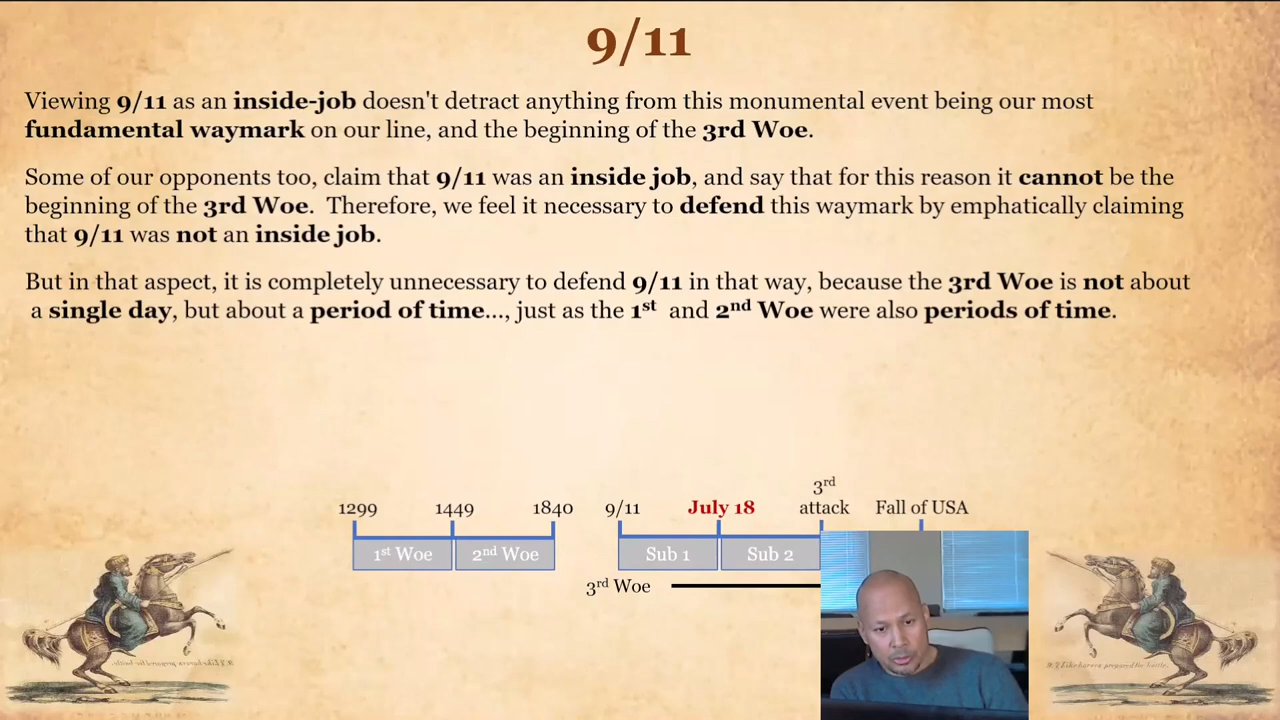 9/11
Viewing 9/11 as an inside-job doesn't detract anything from this monumental event being our most
fundamental waymark on our line, and the beginning of the 3rd Woe.
Some of our opponents too, claim that 9/11 was an inside job, and say that for this reason it cannot be the
beginning of the 3rd Woe.  Therefore, we feel it necessary to defend this waymark by emphatically claiming
that 9/11 was not an inside job.
But in that aspect, it is completely unnecessary to defend 9/11 in that way, because the 3rd Woe is not about
a single day, but about a period of time..., just as the 1st and 2nd Woe were also periods of time.
3rd
1299 1449 1840 9/11 July 18 attack Fall of USA
1st Woe 2nd Woe Sub 1 Sub 2
3rd Woe
prepared for battle.